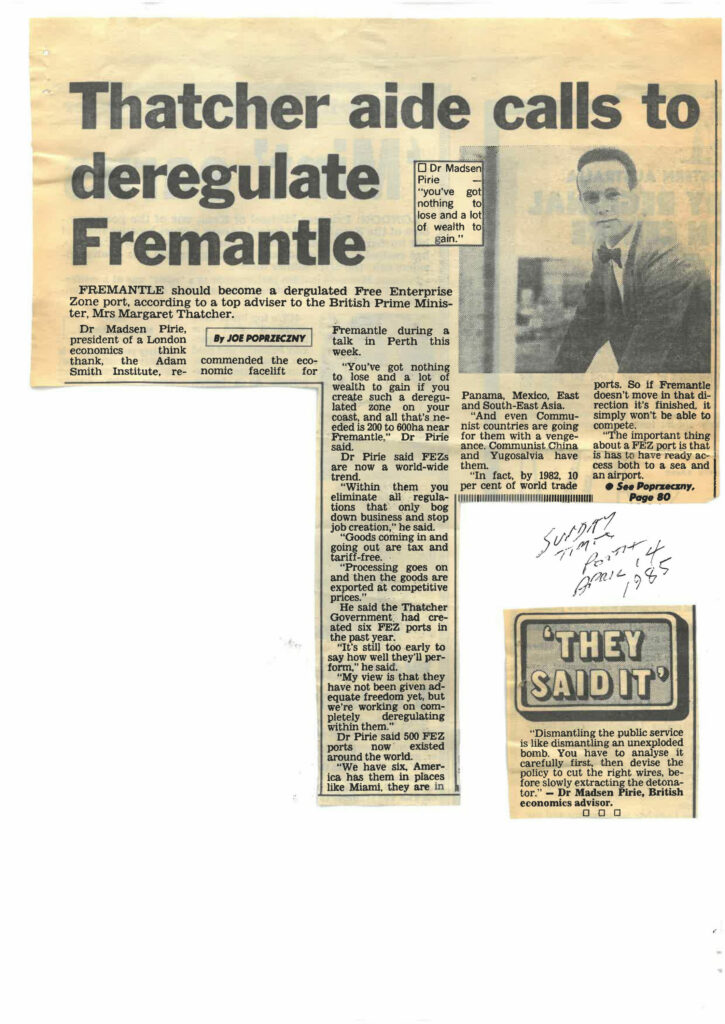 Thatcher aide calls to
deregulate
Fremantle
☐ Dr Madsen
Pirie —
"you've got
nothing to
lose and a lot
of wealth to
gain."
FREMANTLE should become a dergulated Free Enterprise
Zone port, according to a top adviser to the British Prime Minis-
ter, Mrs Margaret Thatcher.
Dr Madsen Pirie,
president of a London
economics think
thank, the Adam
Smith Institute, re-
By JOE POPRZECZNY
commended the eco-
nomic facelift for
Fremantle during a
talk in Perth this
week.
"You've got nothing
to lose and a lot of
wealth to gain if you
create such a deregu-
lated zone on your
coast, and all that's ne-
eded is 200 to 600ha near
Fremantle," Dr Pirie
said.
Dr Pirie said FEZs
are now a world-wide
trend.
"Within them you
eliminate all regula-
tions that only bog
down business and stop
job creation," he said.
"Goods coming in and
going out are tax and
tariff-free.
"Processing goes on
and then the goods are
exported at competitive
prices."
He said the Thatcher
Government had cre-
ated six FEZ ports in
the past year.
"It's still too early to
say how well they'll per-
form," he said.
"My view is that they
have not been given ad-
equate freedom yet, but
we're working on com-
pletely deregulating
within them."
Dr Pirie said 500 FEZ
ports now existed
around the world.
"We have six, Amer-
ica has them in places
like Miami, they are in
Panama, Mexico, East
and South-East Asia.
"And even Commu-
nist countries are going
for them with a venge-
ance. Communist China
and Yugosalvia have
them.
"In fact, by 1982, 10
per cent of world trade
ports. So if Fremantle
doesn't move in that di-
rection it's finished, it
simply won't be able to
compete.
"The important thing
about a FEZ port is that
is has to have ready ac-
cess both to a sea and
an airport.
● See Poprzeczny,
Page 80
SUNDAY
TIMES
PERTH
APRIL 14
1985
'THEY
SAID IT'
"Dismantling the public service
is like dismantling an unexploded
bomb. You have to analyse it
carefully first, then devise the
policy to cut the right wires, be-
fore slowly extracting the detona-
tor." — Dr Madsen Pirie, British
economics advisor.
☐ ☐ ☐